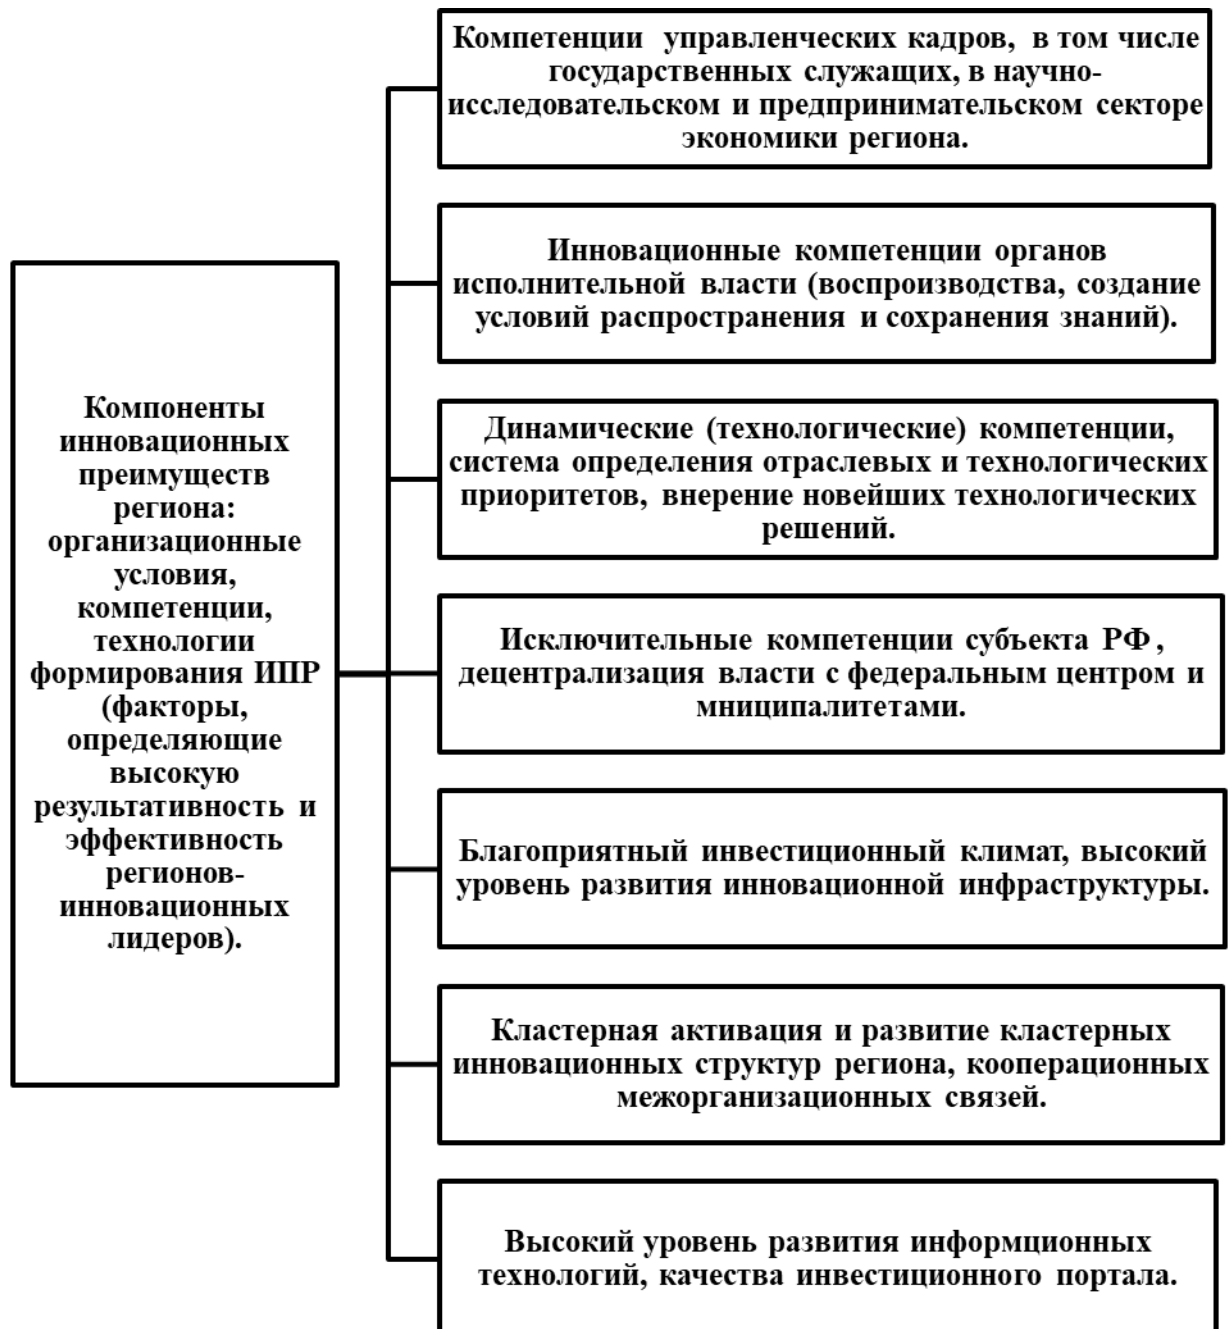 Компоненты
инновационных
преимуществ
региона:
организационные
условия,
компетенции,
технологии
формирования ИПР
(факторы,
определяющие
высокую
результативность и
эффективность
регионов-
инновационных
лидеров).
Компетенции управленческих кадров, в том числе
государственных служащих, в научно-
исследовательском и предпринимательском секторе
экономики региона.
Инновационные компетенции органов
исполнительной власти (воспроизводства, создание
условий распространения и сохранения знаний).
Динамические (технологические) компетенции,
система определения отраслевых и технологических
приоритетов, внерение новейших технологических
решений.
Исключительные компетенции субъекта РФ,
децентрализация власти с федеральным центром и
мниципалитетами.
Благоприятный инвестиционный климат, высокий
уровень развития инновационной инфраструктуры.
Кластерная активация и развитие кластерных
инновационных структур региона, кооперационных
межорганизационных связей.
Высокий уровень развития информционных
технологий, качества инвестиционного портала.